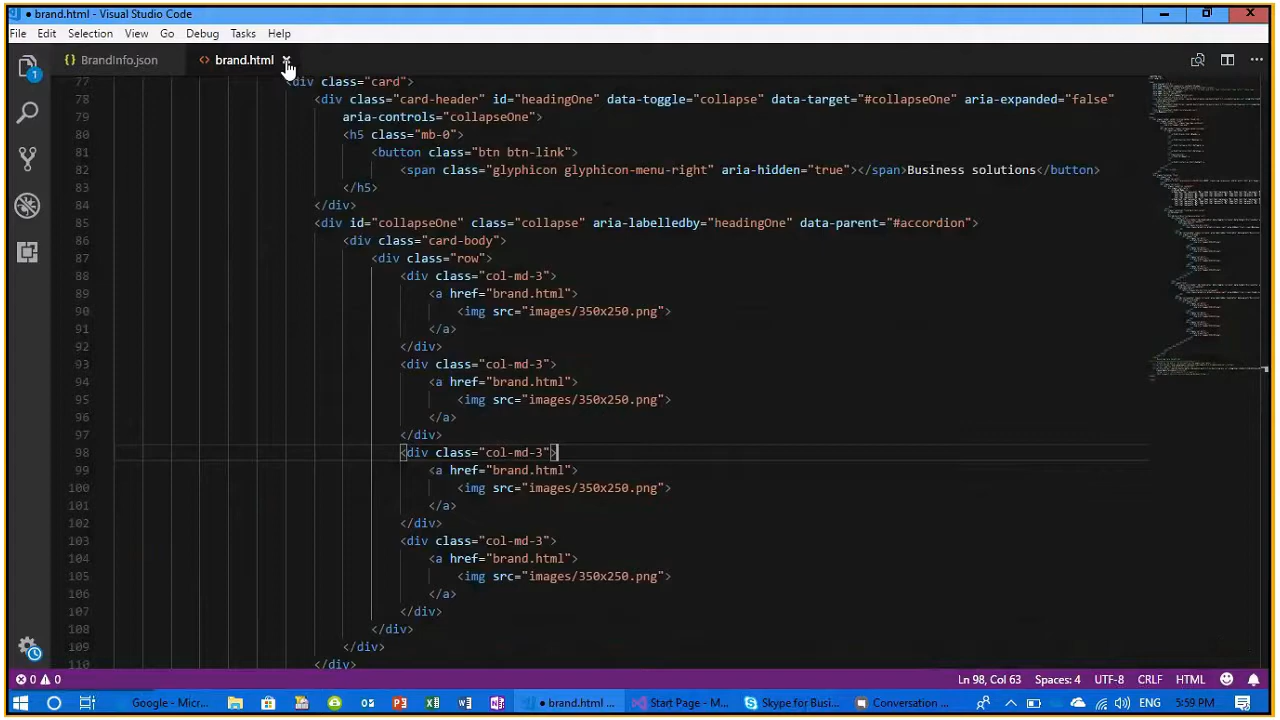 ● brand.html - Visual Studio Code
File Edit Selection View Go Debug Tasks Help
{} BrandInfo.json <> brand.html
77 <div class="card">
78 <div class="card-header" id="headingOne" data-toggle="collapse" data-target="#collapseOne" aria-expanded="false"
79 aria-controls="
80 <h5 class="mb-0">
81 <button class="btn btn-link">
82 <span class="glyphicon glyphicon-menu-right" aria-hidden="true"></span>Business solutions</button>
83 </h5>
84 </div>
85 <div id="collapseOne" class="collapse" aria-labelledby="headingOne" data-parent="#accordion">
86 <div class="card-body">
87 <div class="row">
88 <div class="col-md-3">
89 <a href="brand.html">
90 <img src="images/350x250.png">
91 </a>
92 </div>
93 <div class="col-md-3">
94 <a href="brand.html">
95 <img src="images/350x250.png">
96 </a>
97 </div>
98 <div class="col-md-3">
99 <a href="brand.html">
100 <img src="images/350x250.png">
101 </a>
102 </div>
103 <div class="col-md-3">
104 <a href="brand.html">
105 <img src="images/350x250.png">
106 </a>
107 </div>
108 </div>
109 </div>
110 </div>
0 0 Ln 98, Col 63 Spaces: 4 UTF-8 CRLF HTML
Google - Micr... ● brand.html ... Start Page - M... Skype for Busi... Conversation ... ENG 5:59 PM